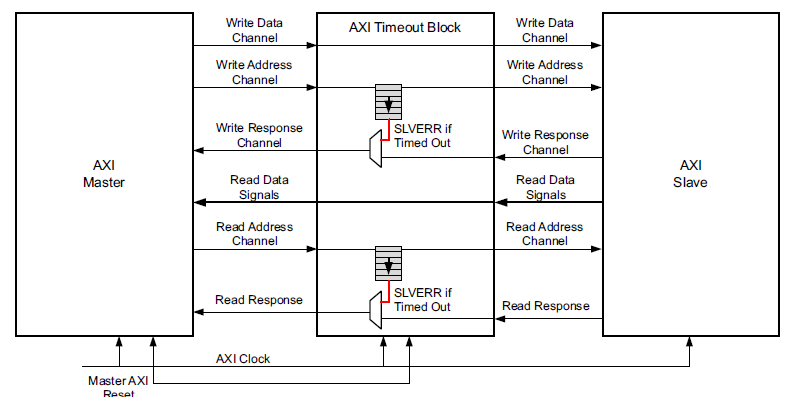 Write Data
Channel
AXI Timeout Block
Write Data
Channel
Write Address
Channel
Write Address
Channel
SLVERR if
Timed Out
Write Response
Channel
Write Response
Channel
AXI
Master
AXI
Slave
Read Data
Signals
Read Data
Signals
Read Address
Channel
Read Address
Channel
SLVERR if
Timed Out
Read Response
Read Response
AXI Clock
Master AXI
Reset